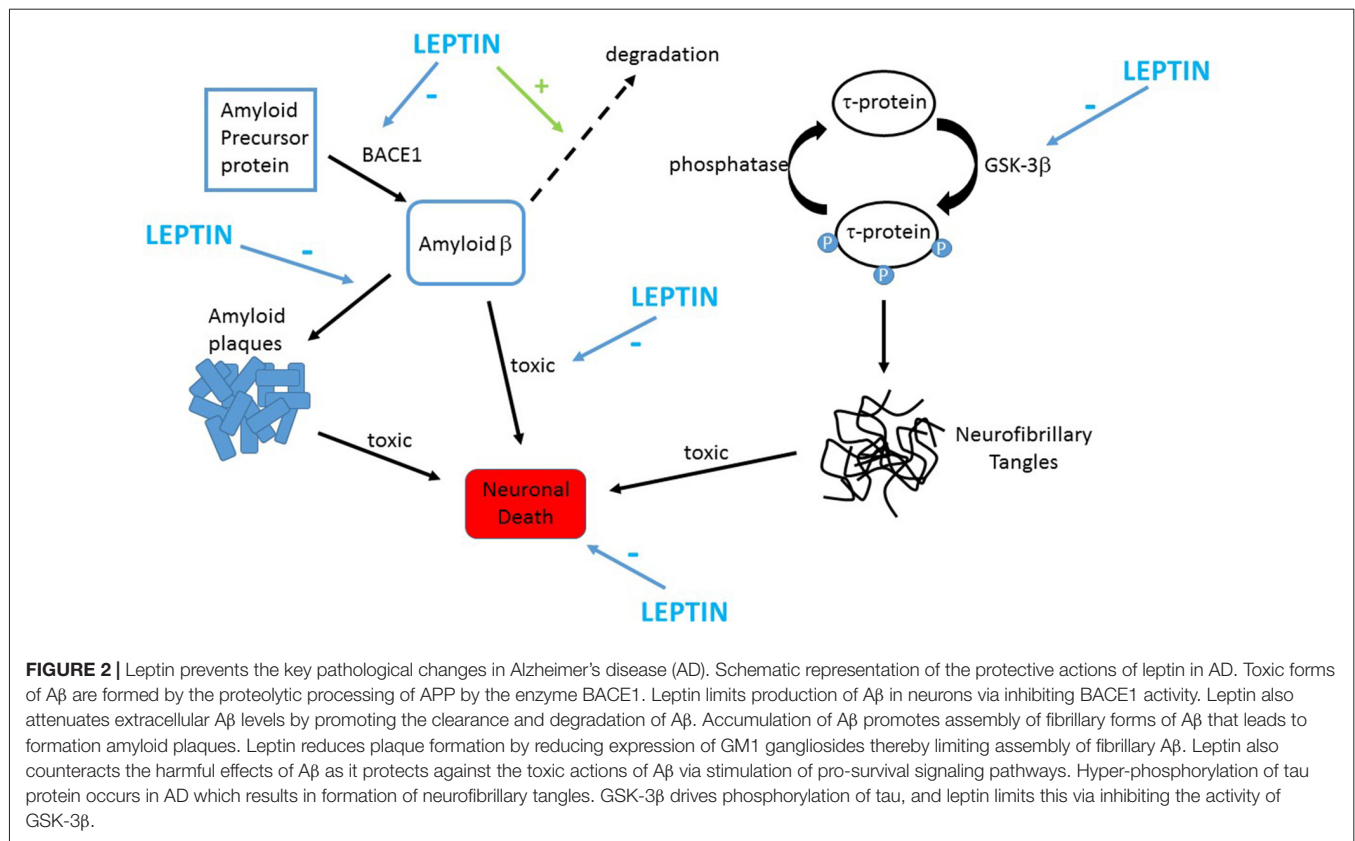 LEPTIN
degradation
LEPTIN
-
+
-
τ-protein
Amyloid
Precursor
protein
BACE1
phosphatase
GSK-3β
LEPTIN
-
Amyloid β
τ-protein
P
P
P
LEPTIN
-
Amyloid
plaques
toxic
toxic
toxic
Neurofibrillary
Tangles
Neuronal
Death
-
LEPTIN
FIGURE 2 | Leptin prevents the key pathological changes in Alzheimer's disease (AD). Schematic representation of the protective actions of leptin in AD. Toxic forms
of Aβ are formed by the proteolytic processing of APP by the enzyme BACE1. Leptin limits production of Aβ in neurons via inhibiting BACE1 activity. Leptin also
attenuates extracellular Aβ levels by promoting the clearance and degradation of Aβ. Accumulation of Aβ promotes assembly of fibrillary forms of Aβ that leads to
formation amyloid plaques. Leptin reduces plaque formation by reducing expression of GM1 gangliosides thereby limiting assembly of fibrillary Aβ. Leptin also
counteracts the harmful effects of Aβ as it protects against the toxic actions of Aβ via stimulation of pro-survival signaling pathways. Hyper-phosphorylation of tau
protein occurs in AD which results in formation of neurofibrillary tangles. GSK-3β drives phosphorylation of tau, and leptin limits this via inhibiting the activity of
GSK-3β.